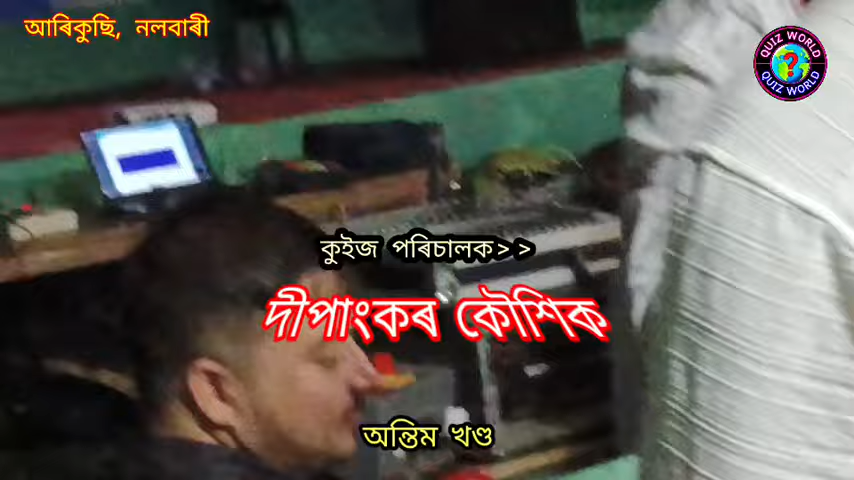 আৰিকুছি, নলবাৰী
QUIZ WORLD
QUIZ WORLD
কুইজ পৰিচালক>>
দীপাংকৰ কৌশিক
অন্তিম খণ্ড